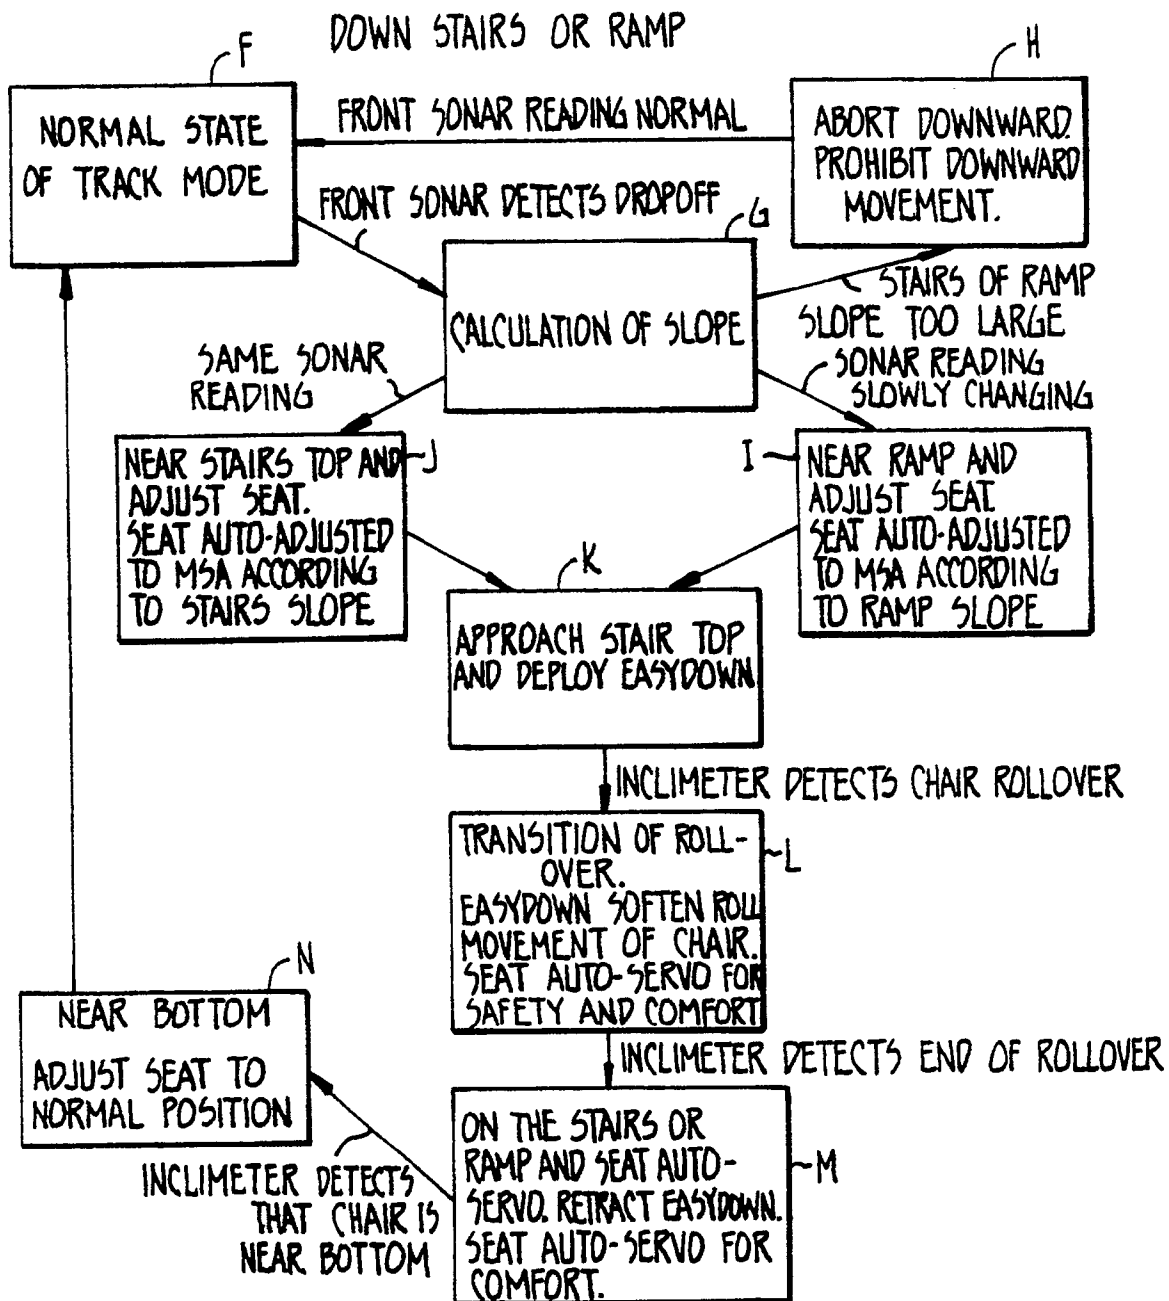 DOWN STAIRS OR RAMP
F
H
NORMAL STATE
OF TRACK MODE
FRONT SONAR READING NORMAL
ABORT DOWNWARD.
PROHIBIT DOWNWARD
MOVEMENT.
FRONT SONAR DETECTS DROPOFF
G
CALCULATION OF SLOPE
STAIRS OF RAMP
SLOPE TOO LARGE
SAME SONAR
READING
SONAR READING
SLOWLY CHANGING
J
NEAR STAIRS TOP AND
ADJUST SEAT.
SEAT AUTO-ADJUSTED
TO MSA ACCORDING
TO STAIRS SLOPE
I
NEAR RAMP AND
ADJUST SEAT.
SEAT AUTO-ADJUSTED
TO MSA ACCORDING
TO RAMP SLOPE
K
APPROACH STAIR TOP
AND DEPLOY EASYDOWN
INCLIMETER DETECTS CHAIR ROLLOVER
L
TRANSITION OF ROLL-
OVER.
EASYDOWN SOFTEN ROLL
MOVEMENT OF CHAIR.
SEAT AUTO-SERVO FOR
SAFETY AND COMFORT
INCLIMETER DETECTS END OF ROLLOVER
N
NEAR BOTTOM
ADJUST SEAT TO
NORMAL POSITION
M
ON THE STAIRS OR
RAMP AND SEAT AUTO-
SERVO. RETRACT EASYDOWN.
SEAT AUTO-SERVO FOR
COMFORT.
INCLIMETER DETECTS
THAT CHAIR IS
NEAR BOTTOM